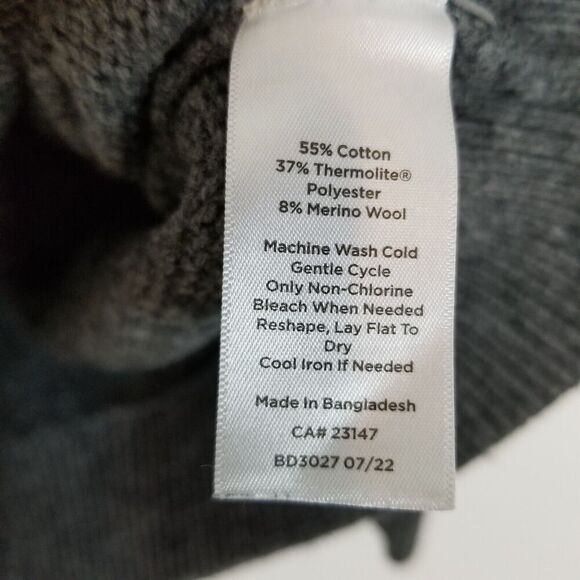 55% Cotton
37% Thermolite®
Polyester
8% Merino Wool
Machine Wash Cold
Gentle Cycle
Only Non-Chlorine
Bleach When Needed
Reshape, Lay Flat To
Dry
Cool Iron If Needed
Made In Bangladesh
CA# 23147
BD3027 07/22